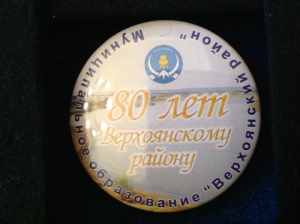 Муниципальное образование "Верхоянский район"
80 лет
Верхоянскому
району